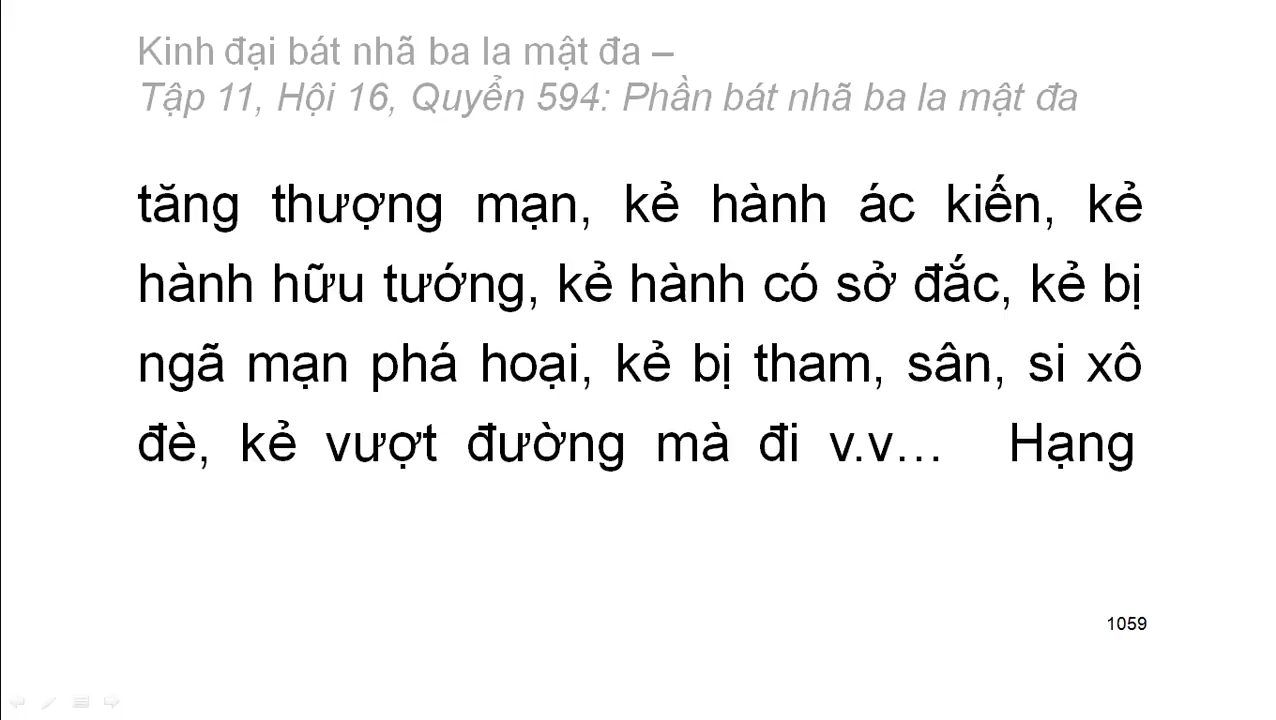 Kinh đại bát nhã ba la mật đa –
Tập 11, Hội 16, Quyển 594: Phần bát nhã ba la mật đa
tăng thượng mạn, kẻ hành ác kiến, kẻ
hành hữu tướng, kẻ hành có sở đắc, kẻ bị
ngã mạn phá hoại, kẻ bị tham, sân, si xô
đè, kẻ vượt đường mà đi v.v… Hạng
1059